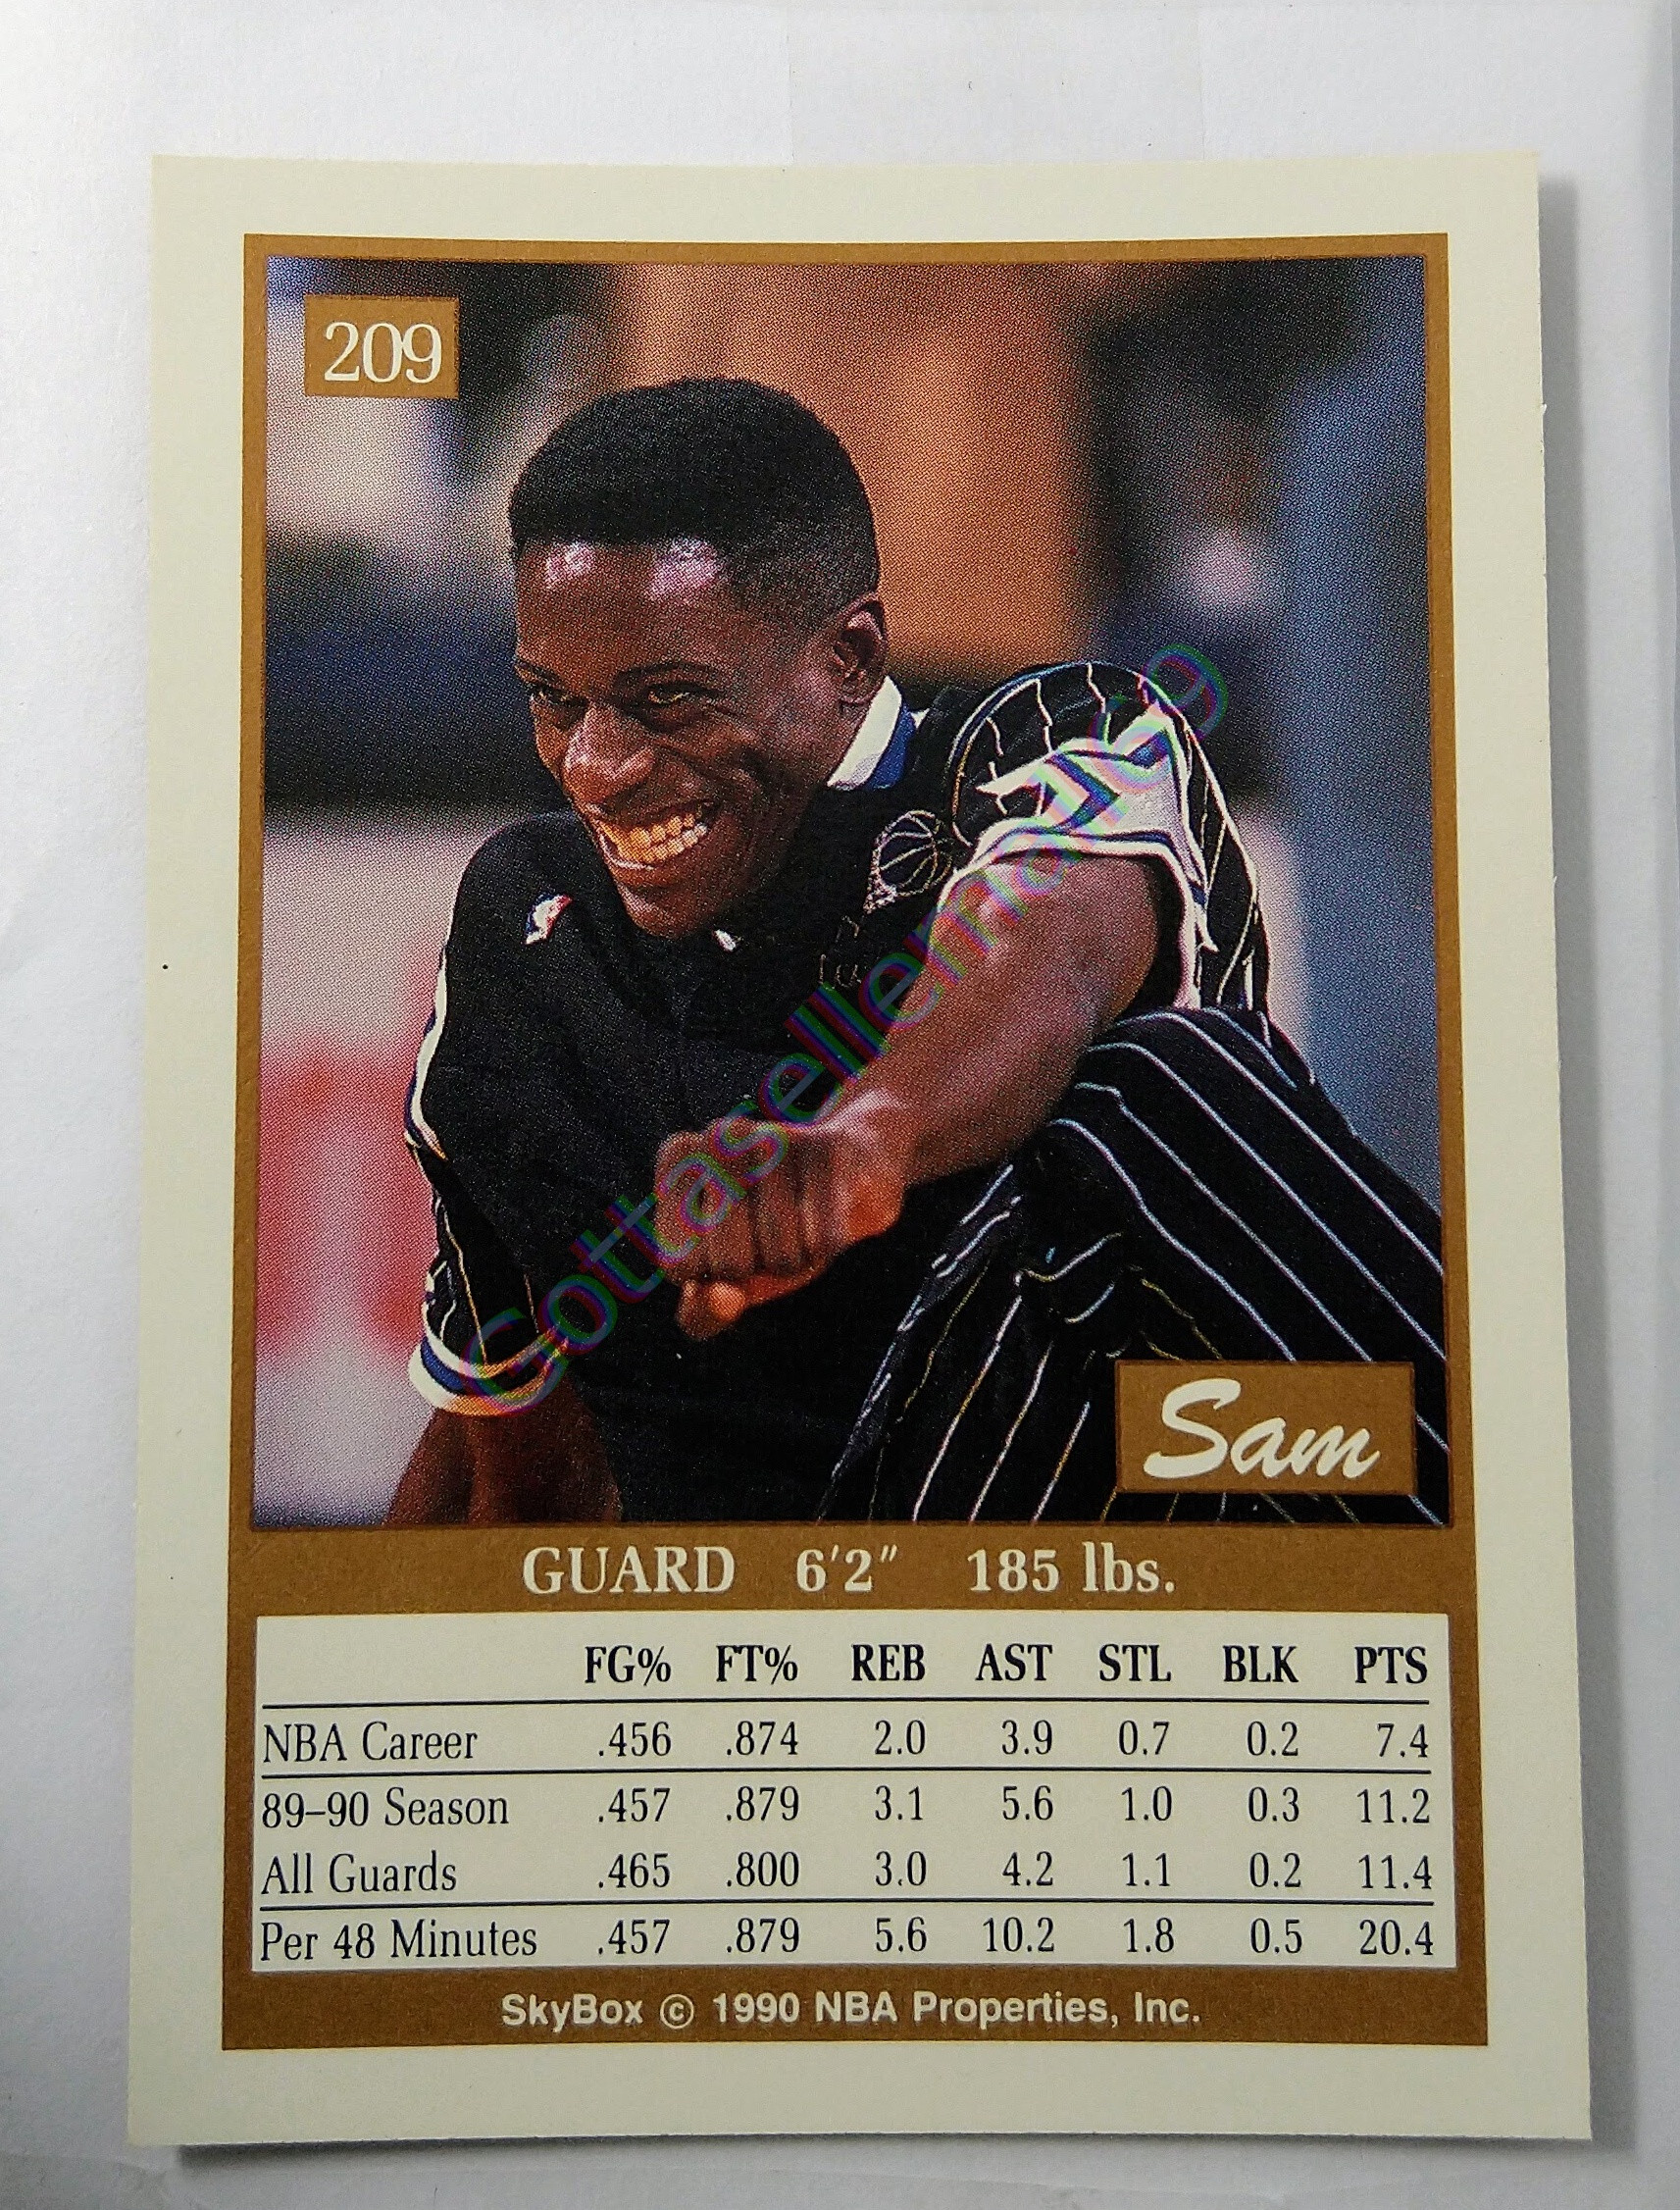 209
Gottasellemalso
Sam
GUARD 6'2" 185 lbs.
FG% FT% REB AST STL BLK PTS
NBA Career .456 .874 2.0 3.9 0.7 0.2 7.4
89–90 Season .457 .879 3.1 5.6 1.0 0.3 11.2
All Guards .465 .800 3.0 4.2 1.1 0.2 11.4
Per 48 Minutes .457 .879 5.6 10.2 1.8 0.5 20.4
SkyBox © 1990 NBA Properties, Inc.